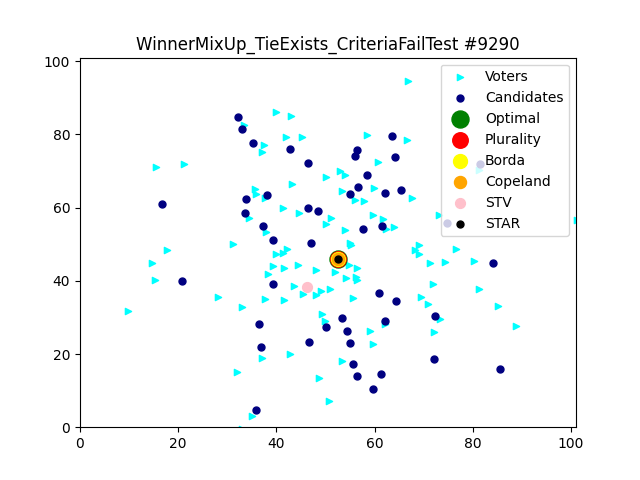 WinnerMixUp_TieExists_CriteriaFailTest #9290
100
80
60
40
20
0
0
20
40
60
80
100
Voters
Candidates
Optimal
Plurality
Borda
Copeland
STV
STAR